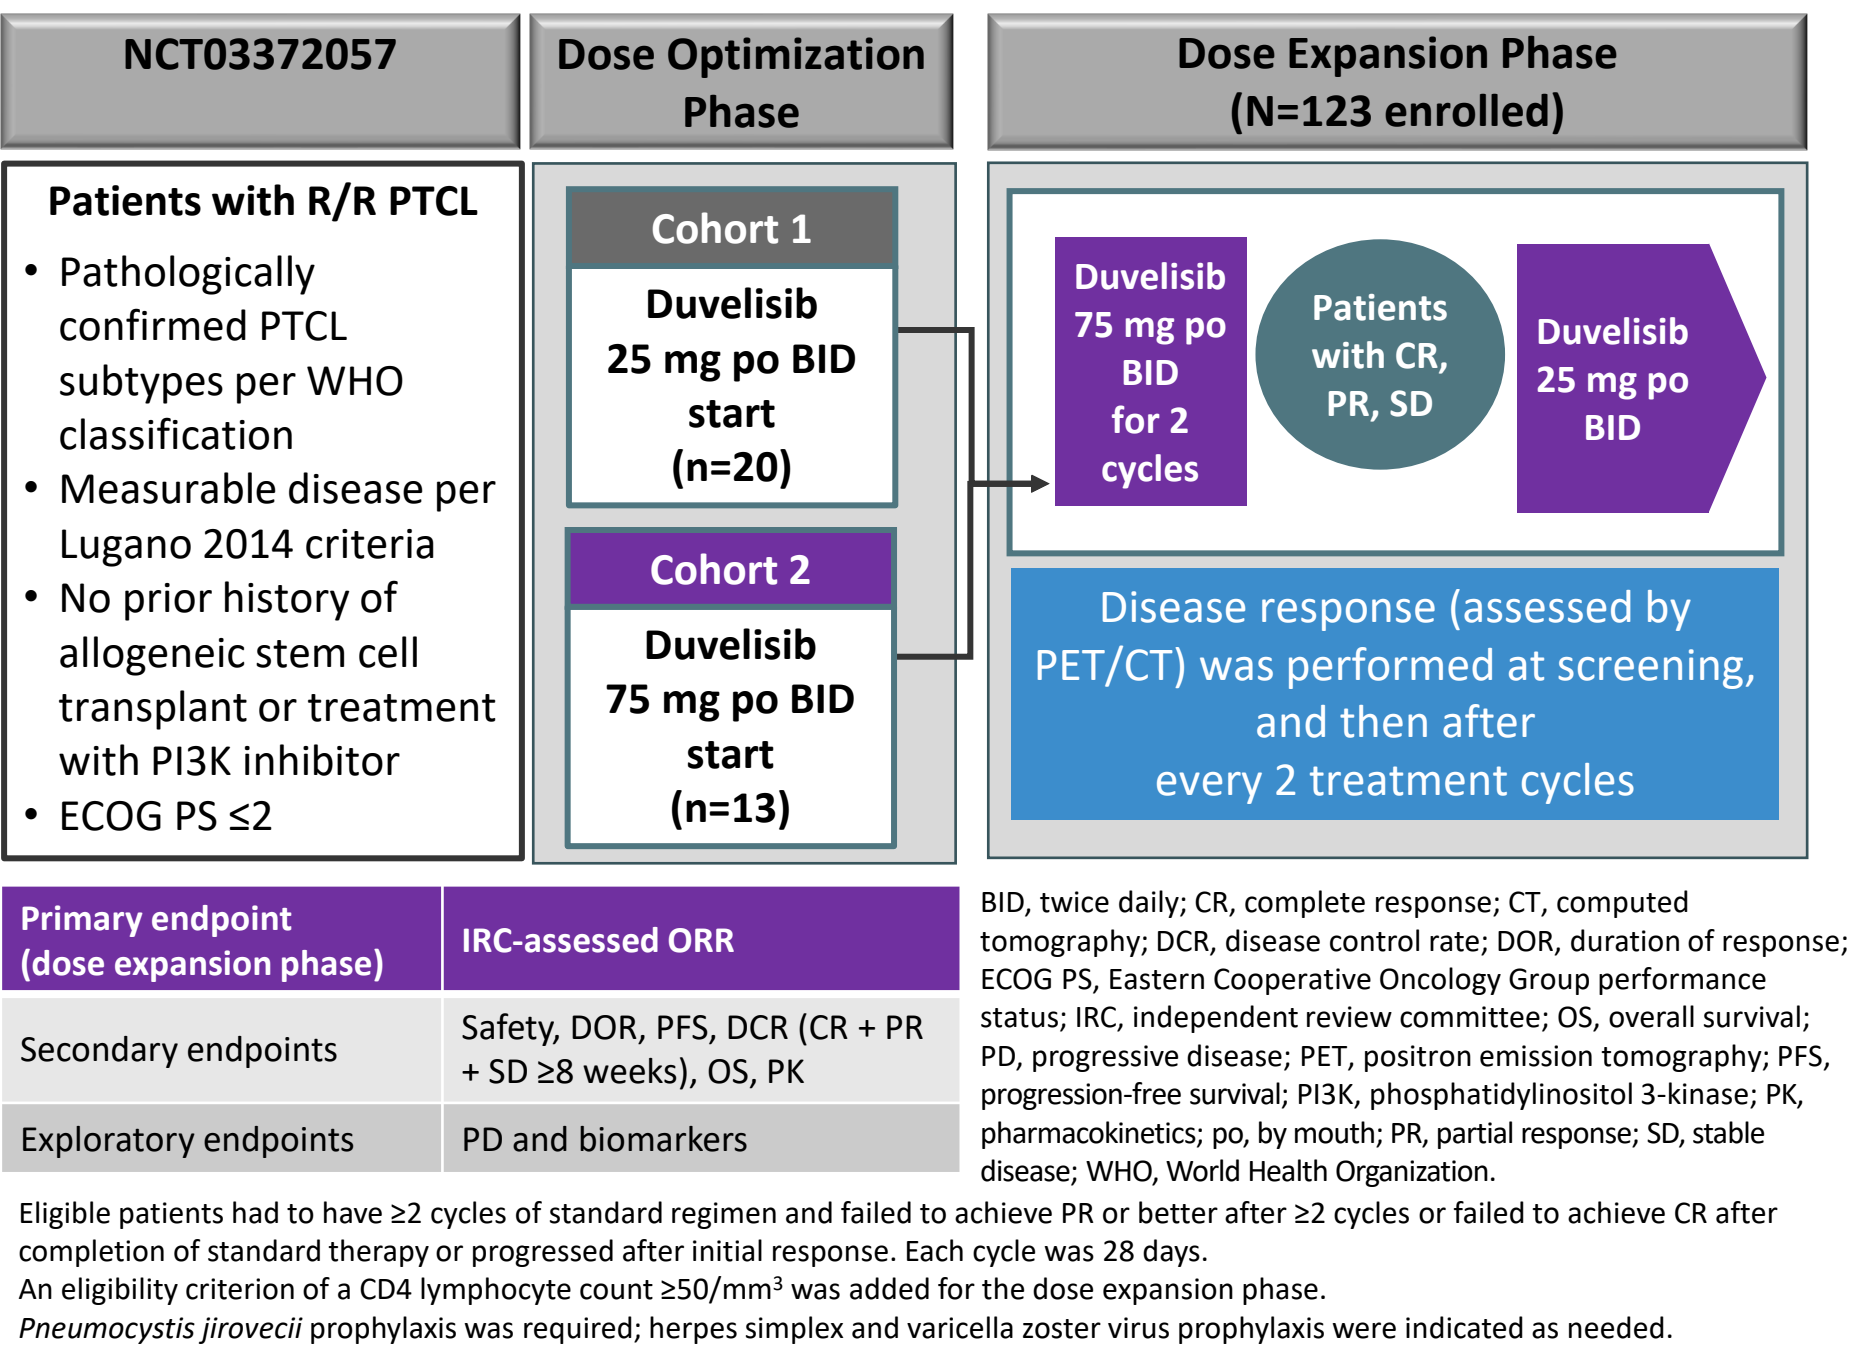 NCT03372057
Dose Optimization
Phase
Dose Expansion Phase
(N=123 enrolled)
Patients with R/R PTCL
• Pathologically
confirmed PTCL
subtypes per WHO
classification
• Measurable disease per
Lugano 2014 criteria
• No prior history of
allogeneic stem cell
transplant or treatment
with PI3K inhibitor
• ECOG PS ≤2
Cohort 1
Duvelisib
25 mg po BID
start
(n=20)
Cohort 2
Duvelisib
75 mg po BID
start
(n=13)
Duvelisib
75 mg po
BID
for 2
cycles
Patients
with CR,
PR, SD
Duvelisib
25 mg po
BID
Disease response (assessed by
PET/CT) was performed at screening,
and then after
every 2 treatment cycles
Primary endpoint
(dose expansion phase)
IRC-assessed ORR
Secondary endpoints
Safety, DOR, PFS, DCR (CR + PR
+ SD ≥8 weeks), OS, PK
Exploratory endpoints
PD and biomarkers
BID, twice daily; CR, complete response; CT, computed
tomography; DCR, disease control rate; DOR, duration of response;
ECOG PS, Eastern Cooperative Oncology Group performance
status; IRC, independent review committee; OS, overall survival;
PD, progressive disease; PET, positron emission tomography; PFS,
progression-free survival; PI3K, phosphatidylinositol 3-kinase; PK,
pharmacokinetics; po, by mouth; PR, partial response; SD, stable
disease; WHO, World Health Organization.
Eligible patients had to have ≥2 cycles of standard regimen and failed to achieve PR or better after ≥2 cycles or failed to achieve CR after
completion of standard therapy or progressed after initial response. Each cycle was 28 days.
An eligibility criterion of a CD4 lymphocyte count ≥50/mm³ was added for the dose expansion phase.
Pneumocystis jirovecii prophylaxis was required; herpes simplex and varicella zoster virus prophylaxis were indicated as needed.